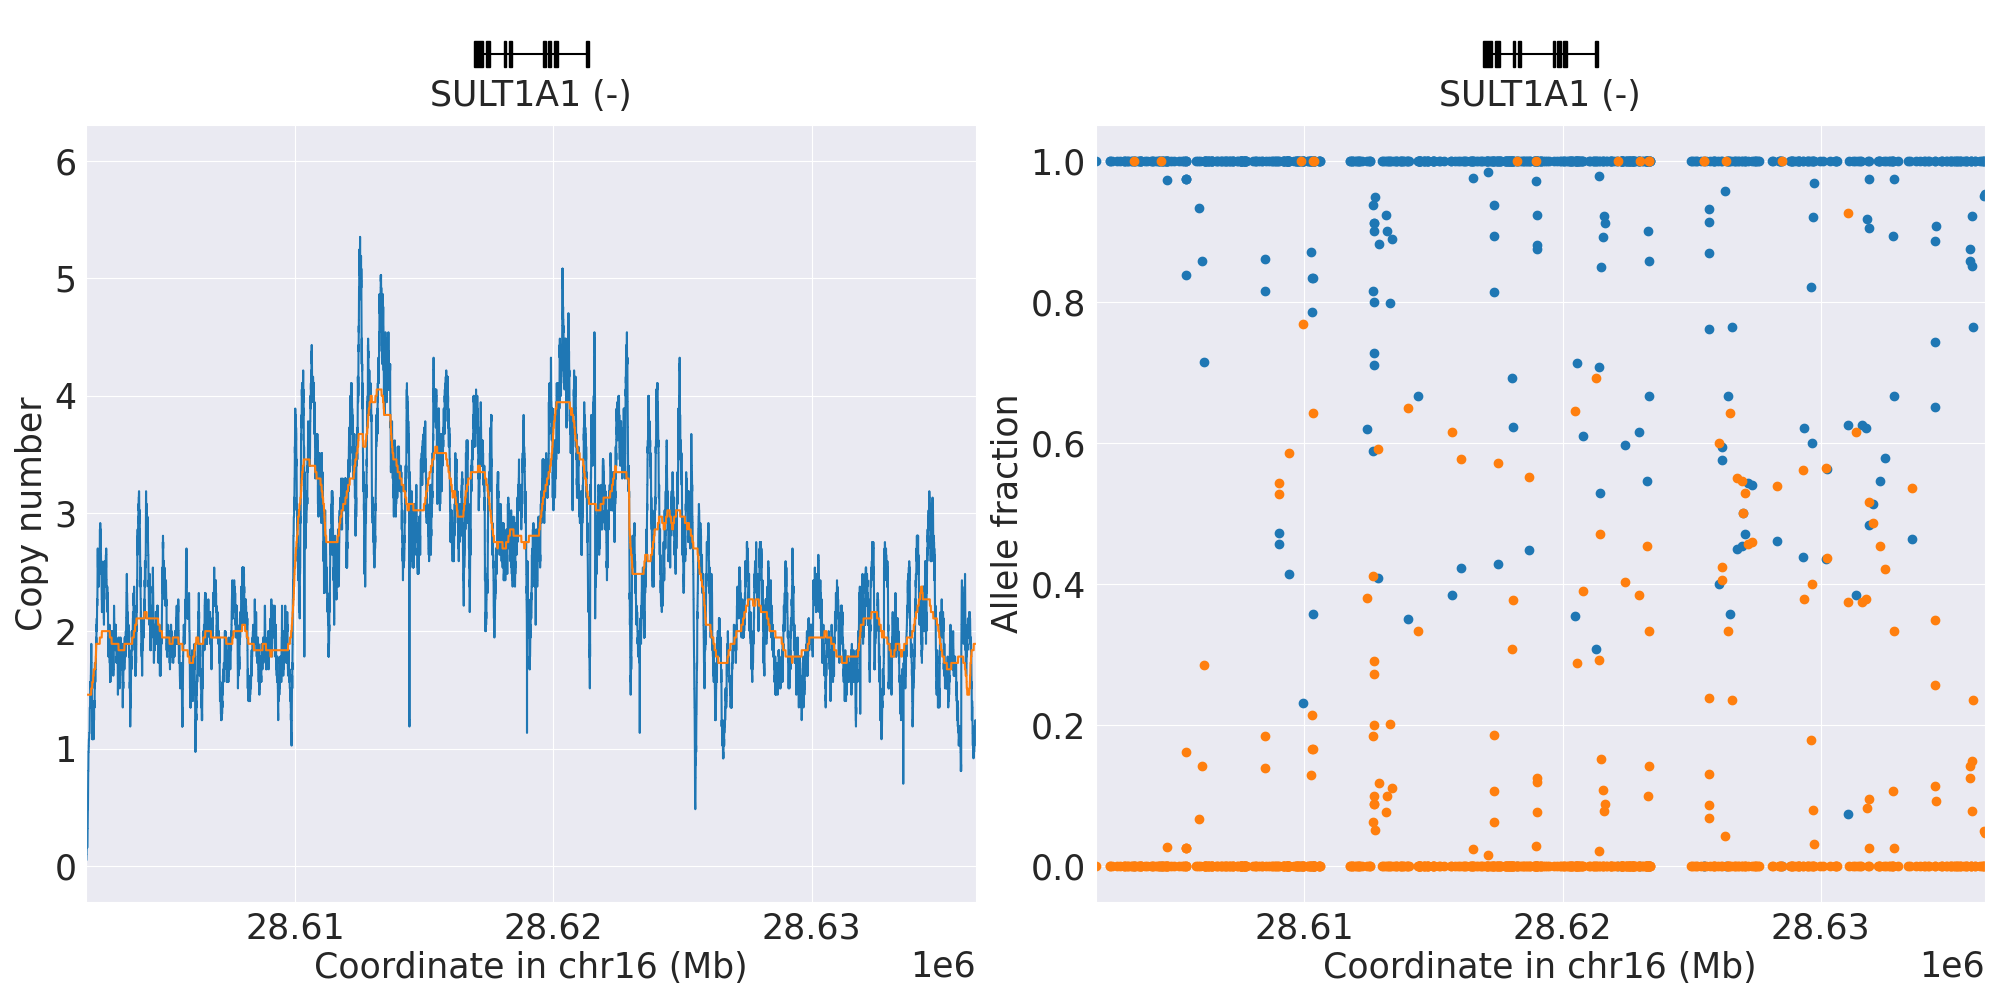 SULT1A1 (-)
SULT1A1 (-)
6
5
4
3
2
1
0
Copy number
28.61
28.62
28.63
Coordinate in chr16 (Mb)
1e6
1.0
0.8
0.6
0.4
0.2
0.0
Allele fraction
28.61
28.62
28.63
Coordinate in chr16 (Mb)
1e6